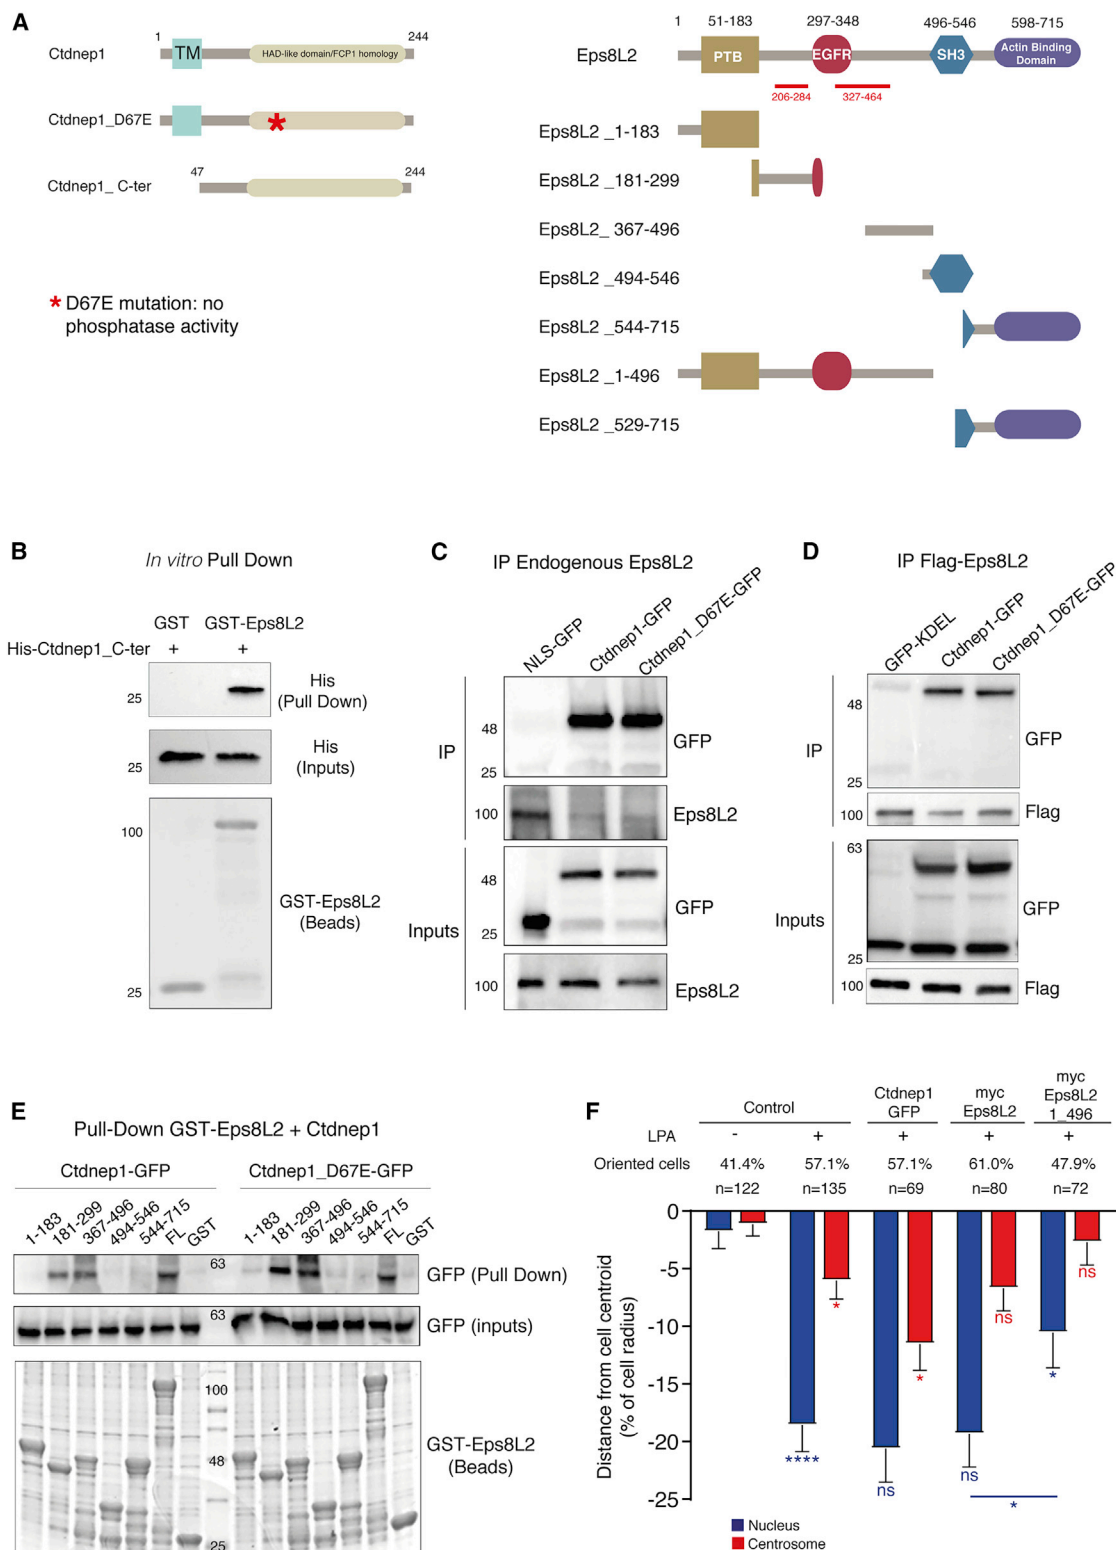 A
1
244
Ctdnep1
TM
HAD-like domain/FCP1 homology
Ctdnep1_D67E
*
47
244
Ctdnep1_ C-ter
* D67E mutation: no
phosphatase activity
1
51-183
297-348
496-546
598-715
Eps8L2
PTB
EGFR
SH3
Actin Binding
Domain
206-284
327-464
Eps8L2 _1-183
Eps8L2 _181-299
Eps8L2_ 367-496
Eps8L2 _494-546
Eps8L2 _544-715
Eps8L2 _1-496
Eps8L2 _529-715
B
In vitro Pull Down
GST GST-Eps8L2
His-Ctdnep1_C-ter + +
25
His
(Pull Down)
25
His
(Inputs)
100
25
GST-Eps8L2
(Beads)
C
IP Endogenous Eps8L2
NLS-GFP
Ctdnep1-GFP
Ctdnep1_D67E-GFP
IP
48
25
GFP
100
Eps8L2
Inputs
48
25
GFP
100
Eps8L2
D
IP Flag-Eps8L2
GFP-KDEL
Ctdnep1-GFP
Ctdnep1_D67E-GFP
IP
48
25
GFP
100
Flag
Inputs
63
25
GFP
100
Flag
E
Pull-Down GST-Eps8L2 + Ctdnep1
Ctdnep1-GFP
Ctdnep1_D67E-GFP
1-183
181-299
367-496
494-546
544-715
FL
GST
1-183
181-299
367-496
494-546
544-715
FL
GST
63
GFP (Pull Down)
63
GFP (inputs)
100
48
25
GST-Eps8L2
(Beads)
F
Control
Ctdnep1
GFP
myc
Eps8L2
myc
Eps8L2
1_496
LPA - + + + +
Oriented cells 41.4% 57.1% 57.1% 61.0% 47.9%
n=122 n=135 n=69 n=80 n=72
Distance from cell centroid
(% of cell radius)
0
-5
-10
-15
-20
-25
****
*
ns
*
ns
ns
*
ns
*
Nucleus
Centrosome